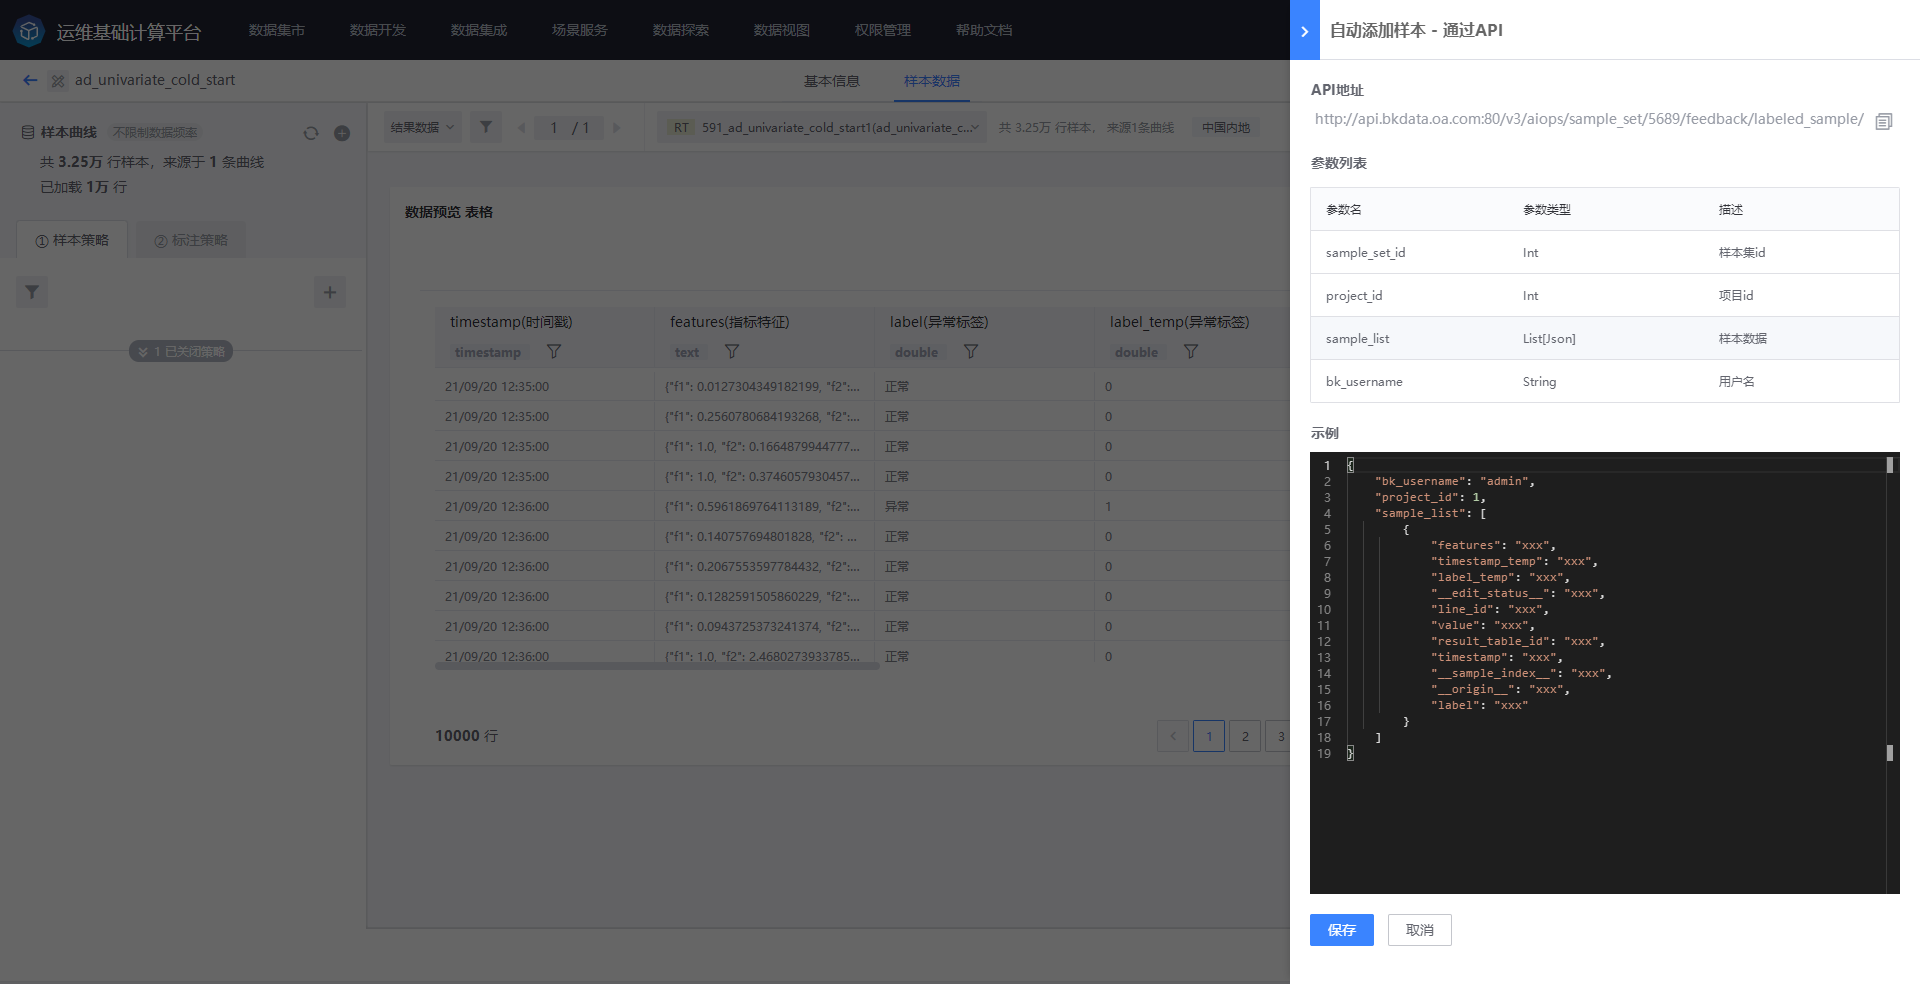 运维基础计算平台 数据集市 数据开发 数据集成 场景服务 数据探索 数据视图 权限管理 帮助文档
ad_univariate_cold_start 基本信息 样本数据
样本曲线 不限制数据频率
共 3.25万 行样本，来源于 1 条曲线
已加载 1万 行
① 样本策略 ② 标注策略
1 已关闭策略
结果数据 1 / 1 RT 591_ad_univariate_cold_start1(ad_univariate_c... 共 3.25万 行样本， 来源1条曲线 中国内地
数据预览 表格
timestamp(时间戳) features(指标特征) label(异常标签) label_temp(异常标签)
timestamp text double double
21/09/20 12:35:00 {"f1": 0.0127304349182199, "f2":... 正常 0
21/09/20 12:35:00 {"f1": 0.2560780684193268, "f2":... 正常 0
21/09/20 12:35:00 {"f1": 1.0, "f2": 0.1664879944777... 正常 0
21/09/20 12:35:00 {"f1": 1.0, "f2": 0.3746057930457... 正常 0
21/09/20 12:35:00 {"f1": 0.5961869764113189, "f2":... 异常 1
21/09/20 12:36:00 {"f1": 0.140757694801828, "f2": ... 正常 0
21/09/20 12:36:00 {"f1": 0.2067553597784432, "f2":... 正常 0
21/09/20 12:36:00 {"f1": 0.1282591505860229, "f2":... 正常 0
21/09/20 12:36:00 {"f1": 0.0943725373241374, "f2":... 正常 0
21/09/20 12:36:00 {"f1": 1.0, "f2": 2.4680273933785... 正常 0
10000 行 1 2 3
自动添加样本 - 通过API
API地址
http://api.bkdata.oa.com:80/v3/aiops/sample_set/5689/feedback/labeled_sample/
参数列表
参数名 参数类型 描述
sample_set_id Int 样本集id
project_id Int 项目id
sample_list List[Json] 样本数据
bk_username String 用户名
示例
1 {
2 "bk_username": "admin",
3 "project_id": 1,
4 "sample_list": [
5 {
6 "features": "xxx",
7 "timestamp_temp": "xxx",
8 "label_temp": "xxx",
9 "__edit_status__": "xxx",
10 "line_id": "xxx",
11 "value": "xxx",
12 "result_table_id": "xxx",
13 "timestamp": "xxx",
14 "__sample_index__": "xxx",
15 "__origin__": "xxx",
16 "label": "xxx"
17 }
18 ]
19 }
保存 取消